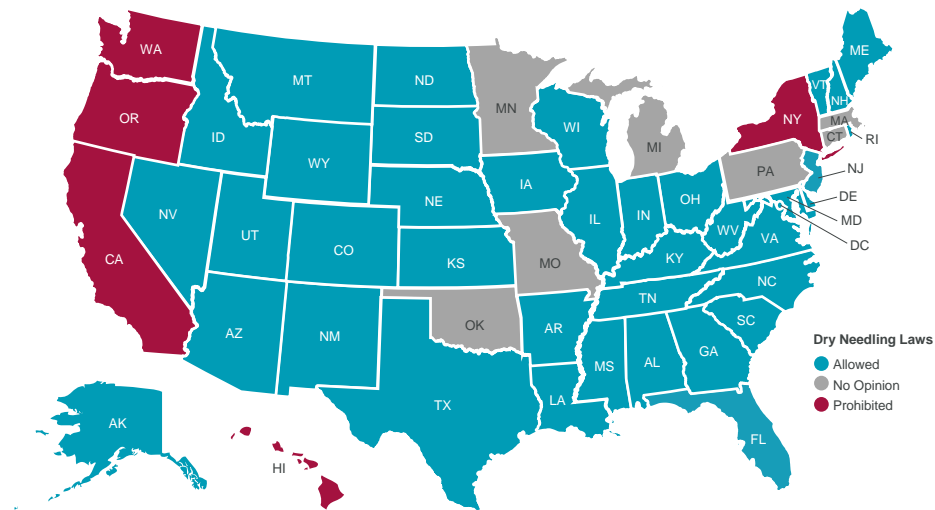 WA
ME
MT
ND
VT
MN
NH
OR
NY
MA
WI
SD
ID
CT
RI
MI
WY
NJ
PA
IA
NE
DE
OH
NV
IL
IN
MD
UT
WV
CO
VA
DC
CA
KS
KY
MO
NC
TN
SC
OK
AR
AZ
NM
GA
Dry Needling Laws
MS
AL
Allowed
No Opinion
LA
TX
Prohibited
AK
FL
HI